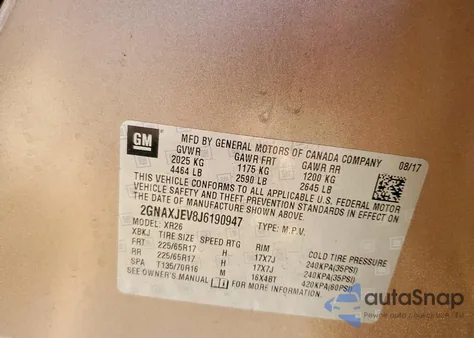 GM
MFD BY GENERAL MOTORS OF CANADA COMPANY 08/17
GVWR GAWR FRT GAWR RR
2025 KG 1175 KG 1200 KG
4464 LB 2590 LB 2645 LB
THIS VEHICLE CONFORMS TO ALL APPLICABLE U.S. FEDERAL MOTOR
VEHICLE SAFETY STANDARDS IN EFFECT ON
THE DATE OF MANUFACTURE SHOWN ABOVE.
2GNAXJEV8J6190947 TYPE: M.P.V.
MODEL: XR26
XBKJ TIRE SIZE SPEED RTG RIM COLD TIRE PRESSURE
FRT 225/65R17 H 17X7J 240KPA(35PSI)
RR 225/65R17 H 17X7J 240KPA(35PSI)
SPA T135/70R16 M 16X4BT 420KPA(60PSI)
SEE OWNER'S MANUAL FOR MORE INFORMATION
autoSnap